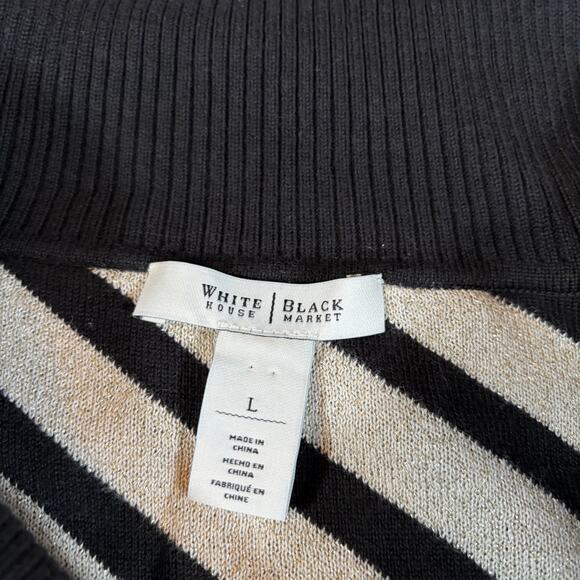 WHITE | BLACK
HOUSE | MARKET
L
MADE IN
CHINA
HECHO EN
CHINA
FABRIQUÉ EN
CHINE